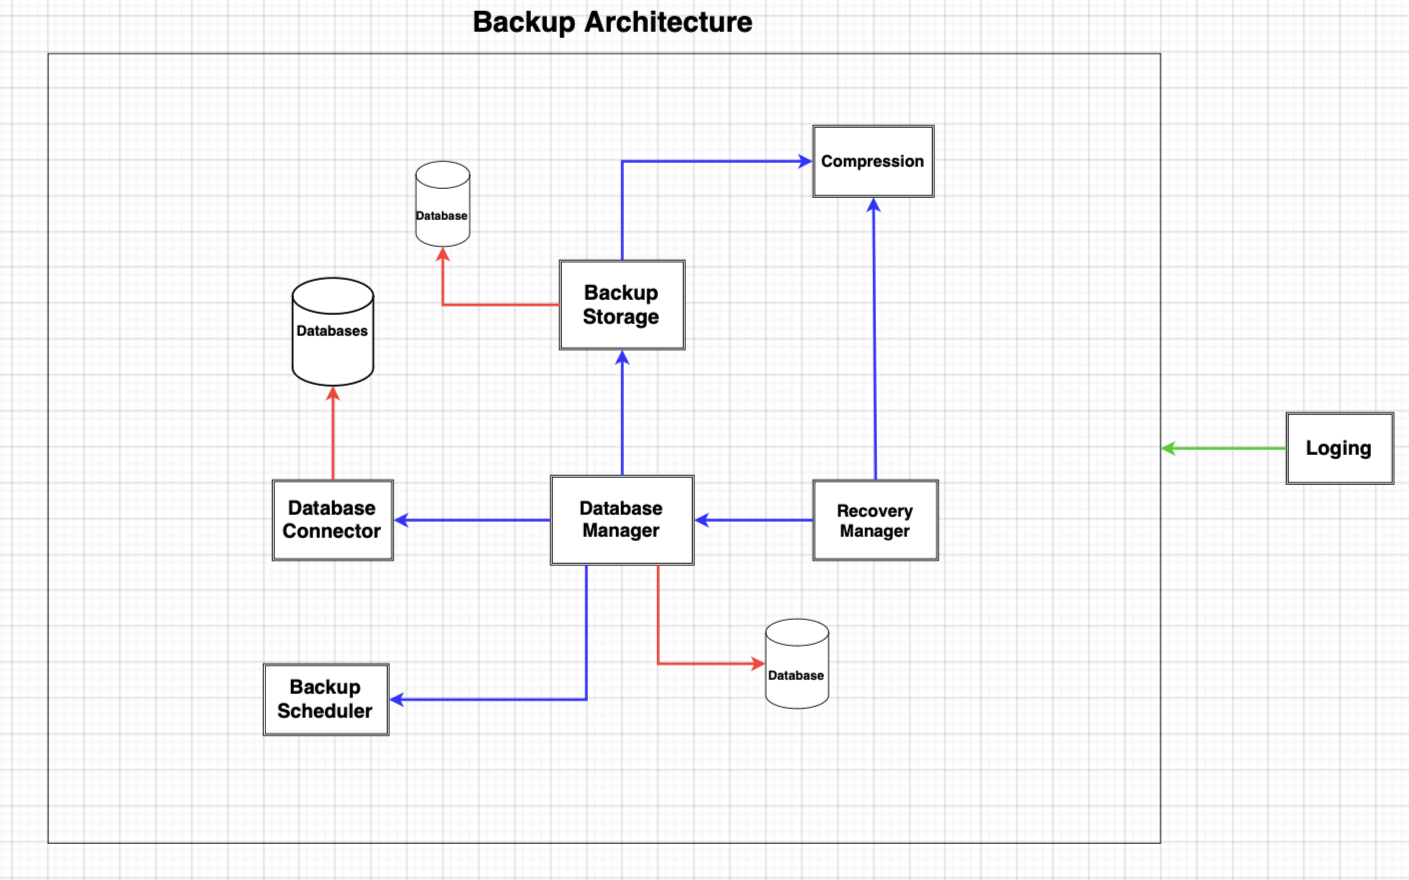 Backup Architecture
Compression
Database
Backup
Storage
Databases
Loging
Database
Connector
Database
Manager
Recovery
Manager
Database
Backup
Scheduler